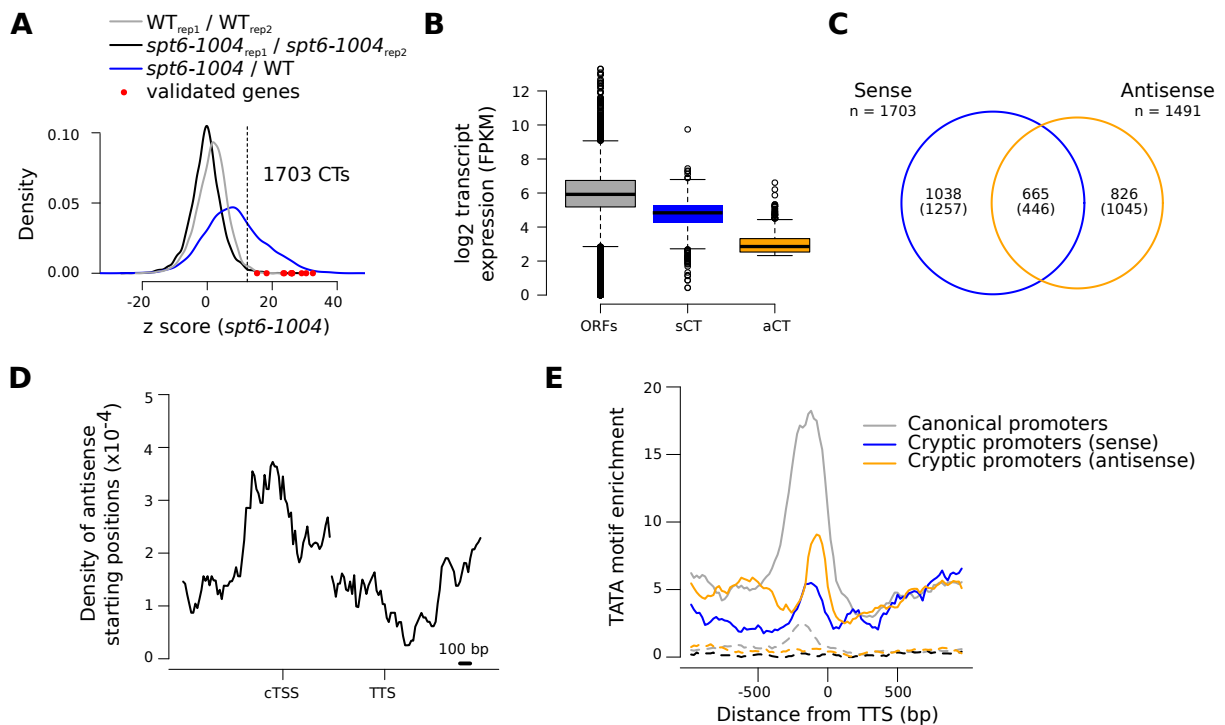 A
WTrep1 / WTrep2
spt6-1004rep1 / spt6-1004rep2
spt6-1004 / WT
validated genes
0.10
0.05
0.00
Density
1703 CTs
-20 0 20 40
z score (spt6-1004)
B
log2 transcript
expression (FPKM)
12
10
8
6
4
2
0
ORFs sCT aCT
C
Sense
n = 1703
Antisense
n = 1491
1038
(1257)
665
(446)
826
(1045)
D
Density of antisense
starting positions (x10-4)
5
4
3
2
1
0
100 bp
cTSS TTS
E
TATA motif enrichment
20
15
10
5
0
Canonical promoters
Cryptic promoters (sense)
Cryptic promoters (antisense)
-500 0 500
Distance from TTS (bp)